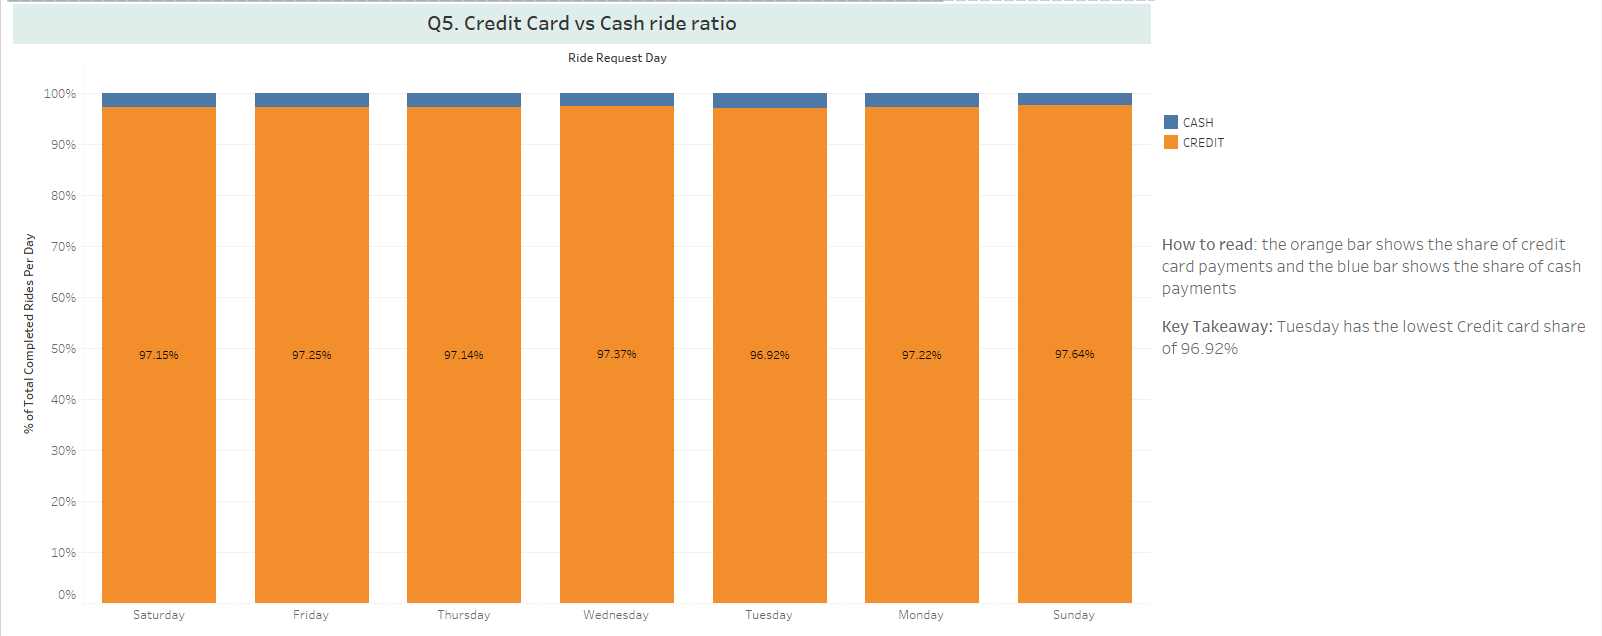 Q5. Credit Card vs Cash ride ratio
Ride Request Day
% of Total Completed Rides Per Day
100%
90%
80%
70%
60%
50%
40%
30%
20%
10%
0%
97.15%
97.25%
97.14%
97.37%
96.92%
97.22%
97.64%
Saturday
Friday
Thursday
Wednesday
Tuesday
Monday
Sunday
CASH
CREDIT
How to read: the orange bar shows the share of credit
card payments and the blue bar shows the share of cash
payments
Key Takeaway: Tuesday has the lowest Credit card share
of 96.92%